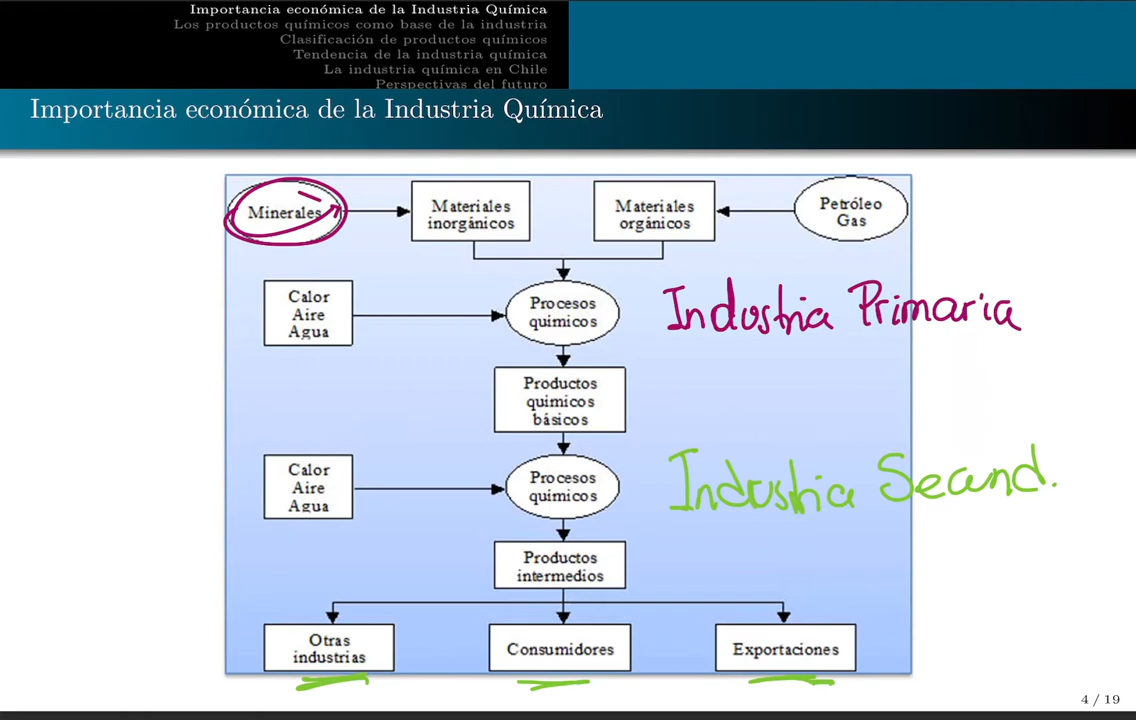 Importancia económica de la Industria Química
Los productos químicos como base de la industria
Clasificación de productos químicos
Tendencia de la industria química
La industria química en Chile
Perspectivas del futuro
Importancia económica de la Industria Química
Minerales
Materiales
inorgánicos
Materiales
orgánicos
Petróleo
Gas
Calor
Aire
Agua
Procesos
químicos
Industria Primaria
Productos
químicos
básicos
Calor
Aire
Agua
Procesos
químicos
Industria Secund.
Productos
intermedios
Otras
industrias
Consumidores
Exportaciones
4 / 19